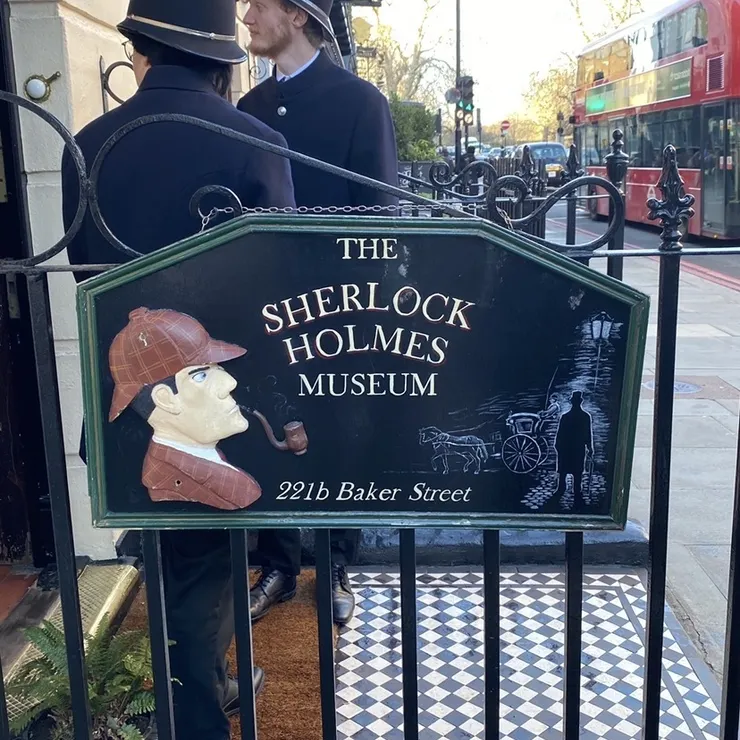 THE
SHERLOCK
HOLMES
MUSEUM
221b Baker Street